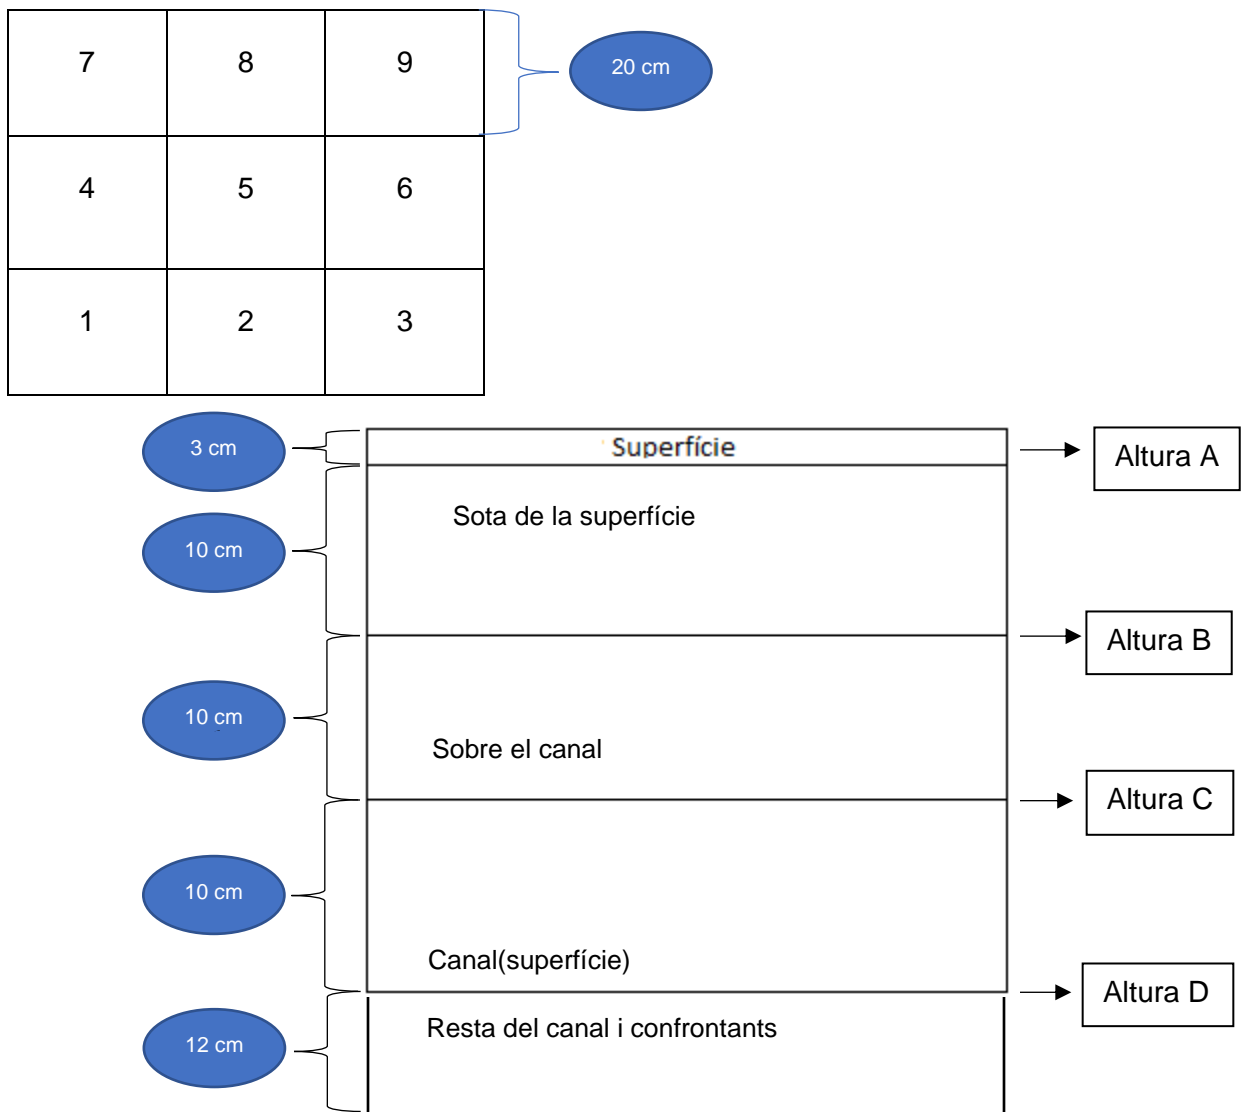 7 8 9
20 cm
4 5 6
1 2 3
3 cm
Superfície
Altura A
Sota de la superfície
10 cm
Altura B
10 cm
Sobre el canal
Altura C
10 cm
Canal(superfície)
Altura D
Resta del canal i confrontants
12 cm